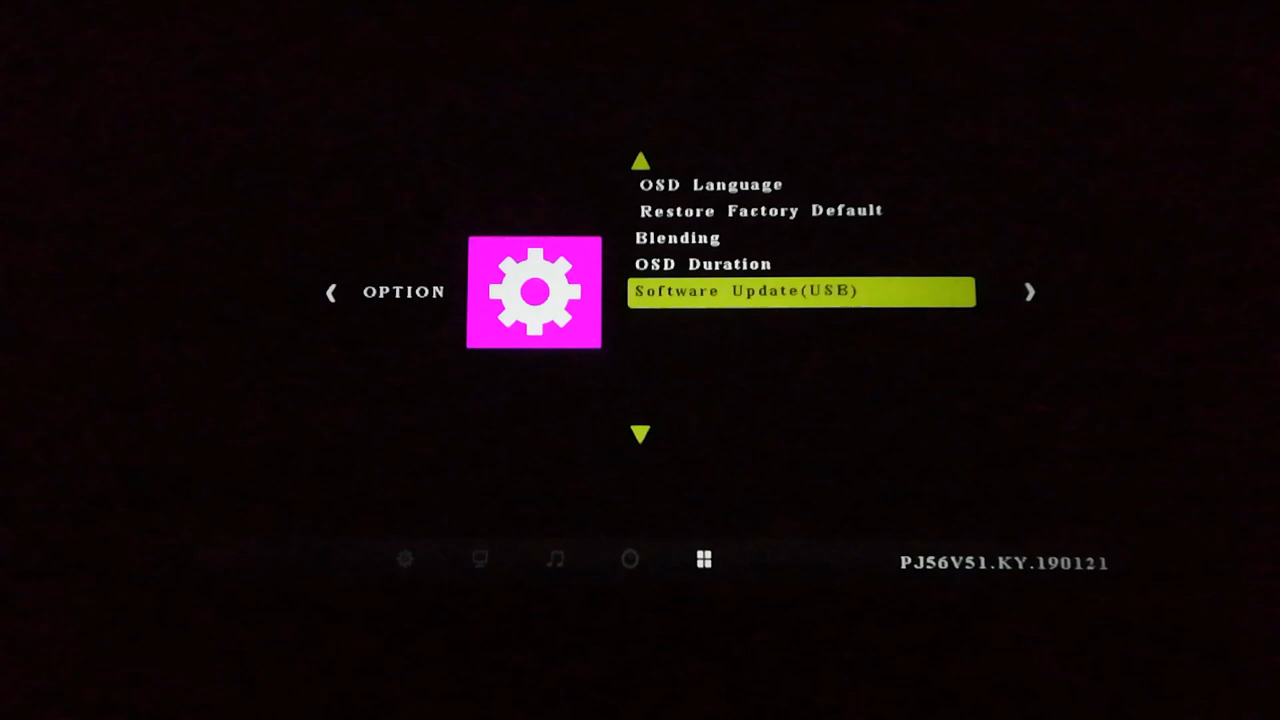 OSD Language
Restore Factory Default
Blending
OSD Duration
OPTION
Software Update(USB)
PJ56V51.KY.190121